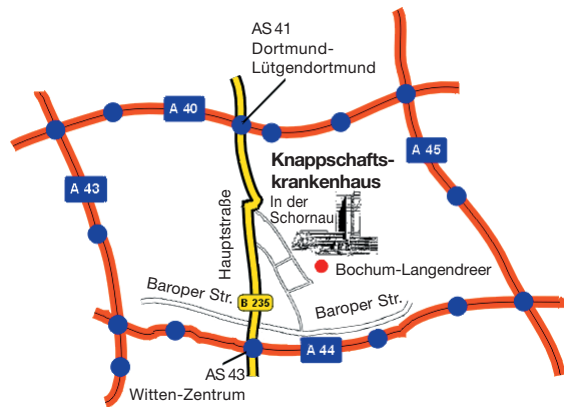 AS 41
Dortmund-
Lütgendortmund
A 40
A 45
A 43
Knappschafts-
krankenhaus
In der
Schornau
Hauptstraße
Bochum-Langendreer
Baroper Str.
B 235
Baroper Str.
A 44
AS 43
Witten-Zentrum